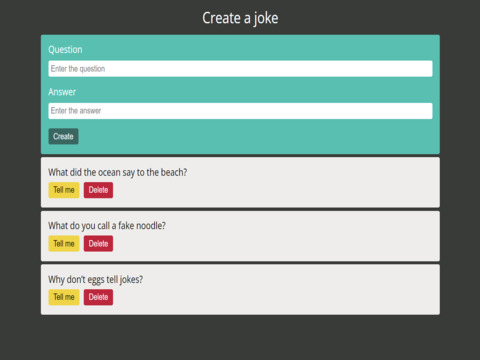 Create a joke
Question
Enter the question
Answer
Enter the answer
Create
What did the ocean say to the beach?
Tell me Delete
What do you call a fake noodle?
Tell me Delete
Why don't eggs tell jokes?
Tell me Delete